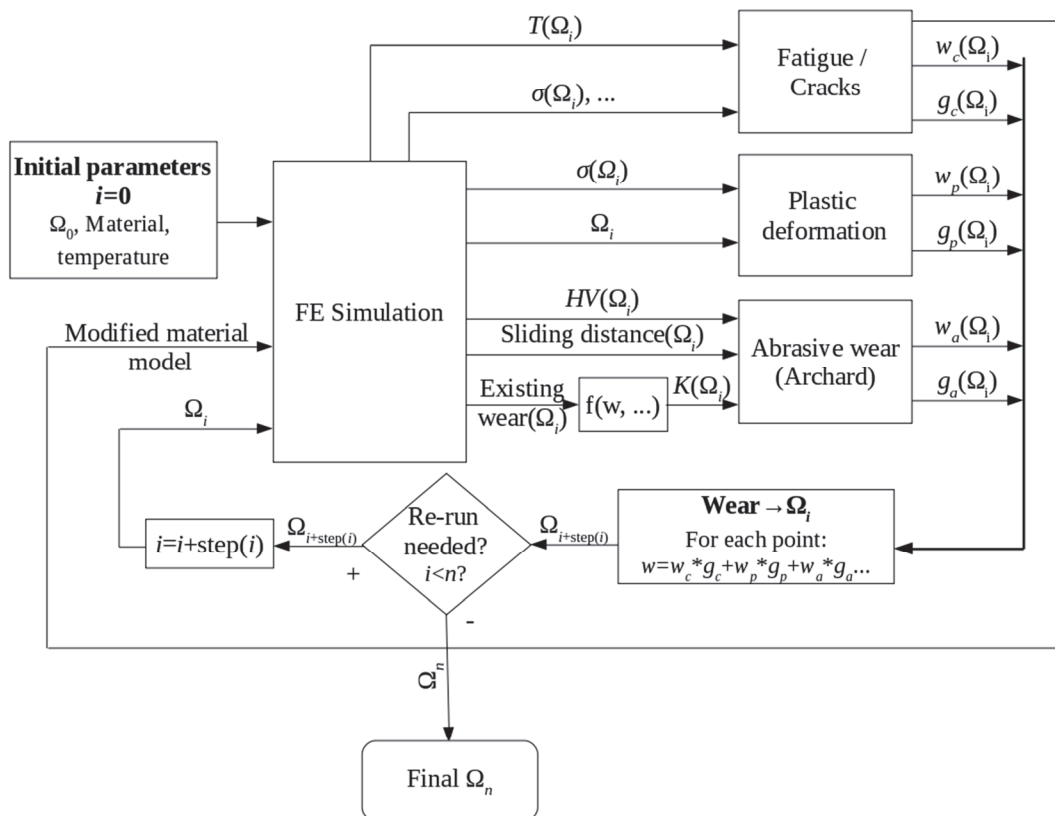 T(Ωi)
σ(Ωi), ...
Fatigue /
Cracks
wc(Ωi)
gc(Ωi)
Initial parameters
i=0
Ω0, Material,
temperature
FE Simulation
σ(Ωi)
Ωi
Plastic
deformation
wp(Ωi)
gp(Ωi)
Modified material
model
Ωi
HV(Ωi)
Sliding distance(Ωi)
Existing
wear(Ωi)
f(w, ...)
K(Ωi)
Abrasive wear
(Archard)
wa(Ωi)
ga(Ωi)
Wear→Ωi
For each point:
w=wc*gc+wp*gp+wa*ga...
Ωi+step(i)
Re-run
needed?
i<n?
Ωi+step(i)
+
i=i+step(i)
-
Ωn
Final Ωn